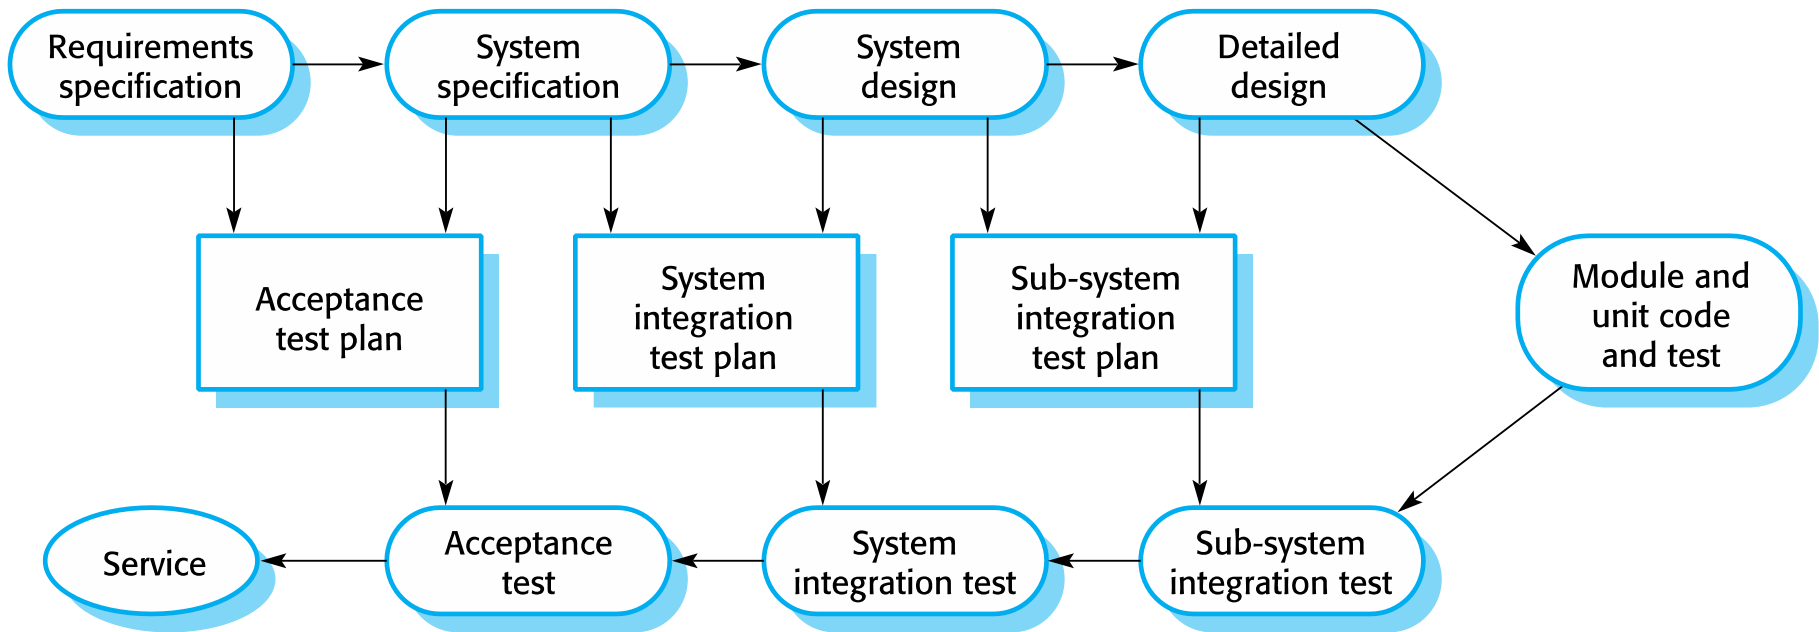 Requirements
specification
System
specification
System
design
Detailed
design
Acceptance
test plan
System
integration
test plan
Sub-system
integration
test plan
Module and
unit code
and test
Service
Acceptance
test
System
integration test
Sub-system
integration test